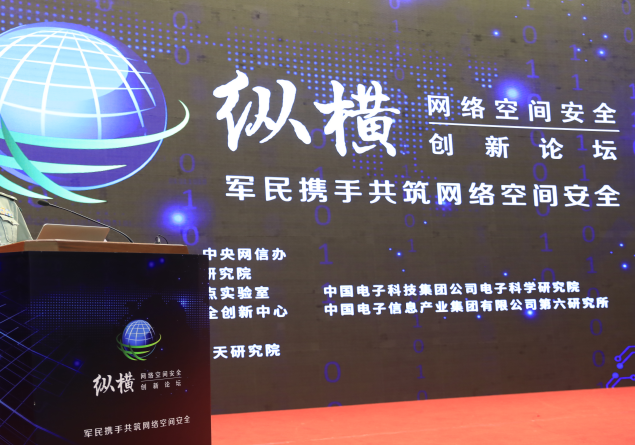 纵横
网络空间安全
创新论坛
军民携手共筑网络空间安全
中央网信办
研究院
点实验室 中国电子科技集团公司电子科学研究院
全创新中心 中国电子信息产业集团有限公司第六研究所
天研究院
纵横
网络空间安全
创新论坛
军民携手共筑网络空间安全